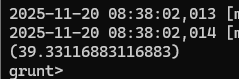 2025-11-20 08:38:02,013 [m
2025-11-20 08:38:02,014 [m
(39.33116883116883)
grunt>